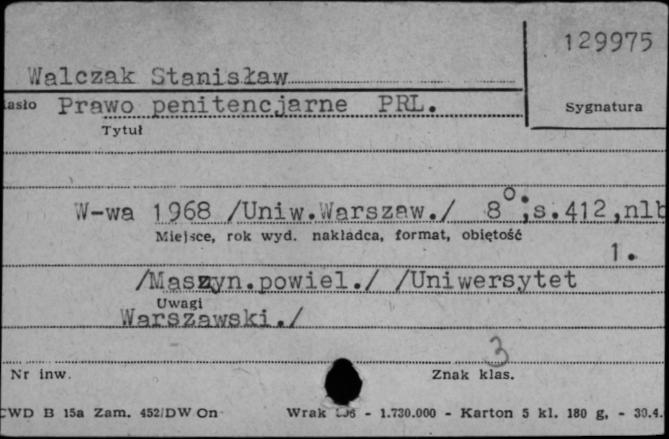 129975
Walczak Stanisław
Prawo penitencjarne PRL.
Sygnatura
Tytuł
W-wa 1968 /Uniw.Warszaw./ 8°;s.412,nlb
Miejsce, rok wyd. nakładca, format, objętość
1.
/Maszyn.powiel./ /Uniwersytet
Uwagi
Warszawski./
3
Nr inw.
Znak klas.
CWD B 15a Zam. 452/DW On
Wrak - 1.730.000 - Karton 5 kl. 180 g, - 30.4.